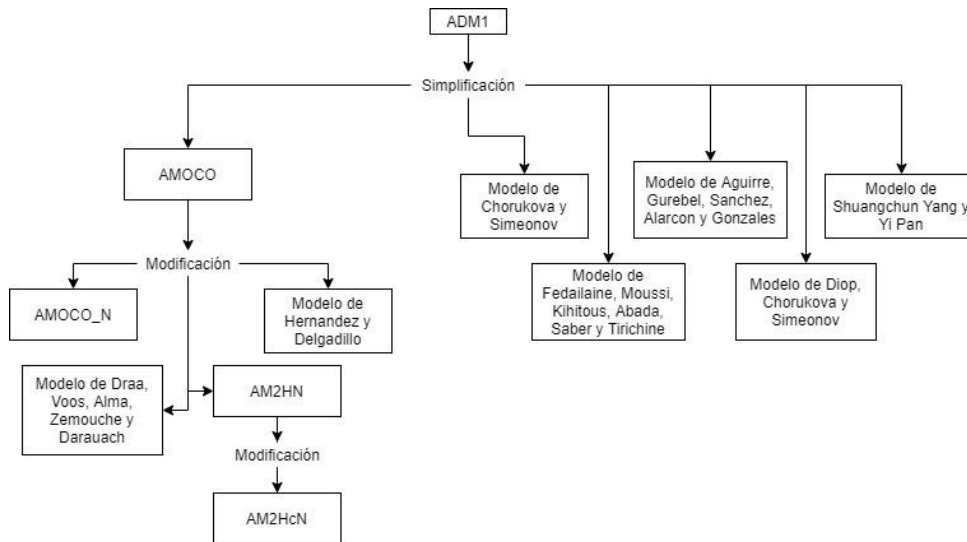 ADM1
Simplificación
AMOCO
Modelo de
Chorukova y
Simeonov
Modelo de Aguirre,
Gurebel, Sanchez,
Alarcon y Gonzales
Modelo de
Shuangchun Yang y
Yi Pan
Modificación
AMOCO_N
Modelo de
Hernandez y
Delgadillo
Modelo de
Fedailaine, Moussi,
Kihitous, Abada,
Saber y Tirichine
Modelo de Diop,
Chorukova y
Simeonov
Modelo de Draa,
Voos, Alma,
Zemouche y
Darauach
AM2HN
Modificación
AM2HcN